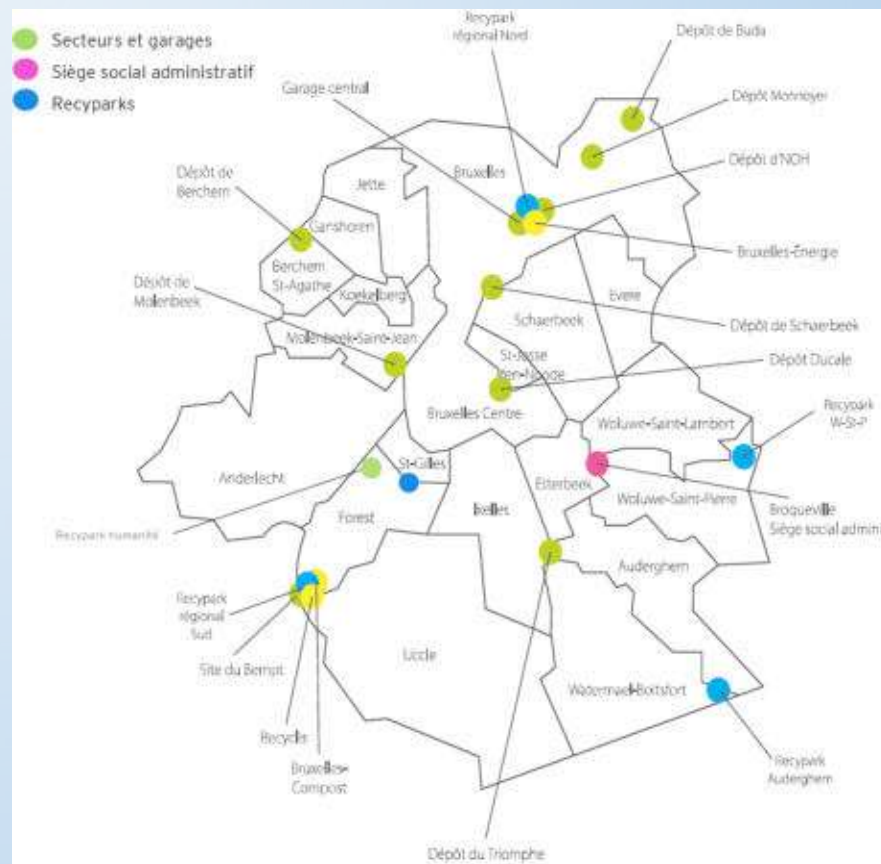 Secteurs et garages
Siège social administratif
Recyparks
Recypark
régional Nord
Dépôt de Buda
Garage central
Dépôt Monnoyer
Bruxelles
Dépôt d'NOH
Dépôt de
Berchem
Jette
Ganshoren
Bruxelles-Énergie
Berchem
St-Agathe
Dépôt de
Molenbeek
Koekelberg
Evere
Schaerbeek
Dépôt de Schaerbeek
Molenbeek-Saint-Jean
St-Josse
Ten-Noode
Dépôt Ducale
Bruxelles Centre
Woluwe-Saint-Lambert
Recypark
W-St-P
St-Gilles
Anderlecht
Etterbeek
Woluwe-Saint-Pierre
Ixelles
Broqueville
Siège social admini
Forest
Recypark humanité
Auderghem
Recypark
régional
Sud
Site du Bempt
Uccle
Watermael-Boitsfort
Recyclis
Bruxelles-
Compost
Recypark
Auderghem
Dépôt du Triomphe